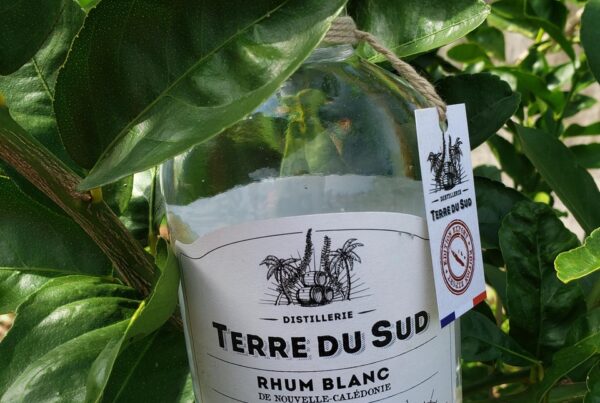 DISTILLERIE
TERRE DU SUD
RHUM BLANC
DE NOUVELLE-CALÉDONIE
DISTILLERIE
TERRE DU SUD